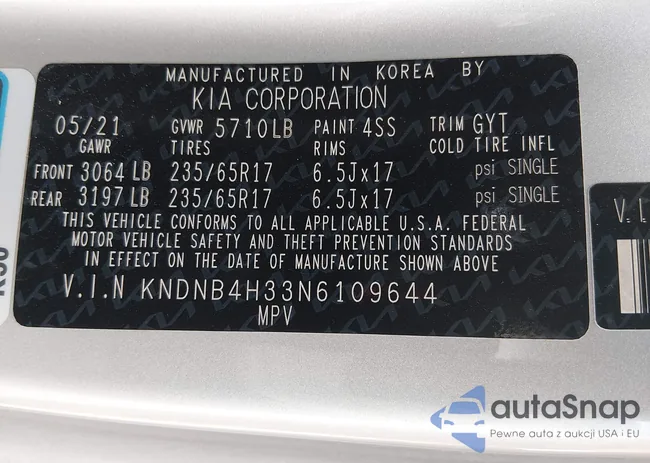 MANUFACTURED IN KOREA BY
KIA CORPORATION
05/21 GVWR 5710LB PAINT 4SS TRIM GYT
GAWR TIRES RIMS COLD TIRE INFL
FRONT 3064 LB 235/65R17 6.5Jx17 psi SINGLE
REAR 3197 LB 235/65R17 6.5Jx17 psi SINGLE
THIS VEHICLE CONFORMS TO ALL APPLICABLE U.S.A. FEDERAL
MOTOR VEHICLE SAFETY AND THEFT PREVENTION STANDARDS
IN EFFECT ON THE DATE OF MANUFACTURE SHOWN ABOVE
V.I.N KNDNB4H33N6109644
MPV
V.I
autaSnap
Pewne auta z aukcji USA i EU